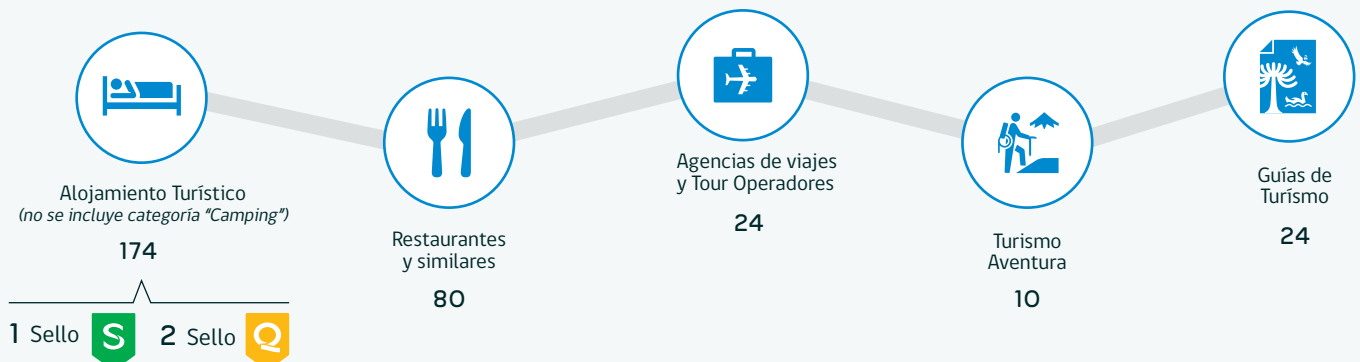 Alojamiento Turístico
(no se incluye categoría "Camping")
174
1 Sello S 2 Sello Q
Restaurantes
y similares
80
Agencias de viajes
y Tour Operadores
24
Turismo
Aventura
10
Guías de
Turísmo
24